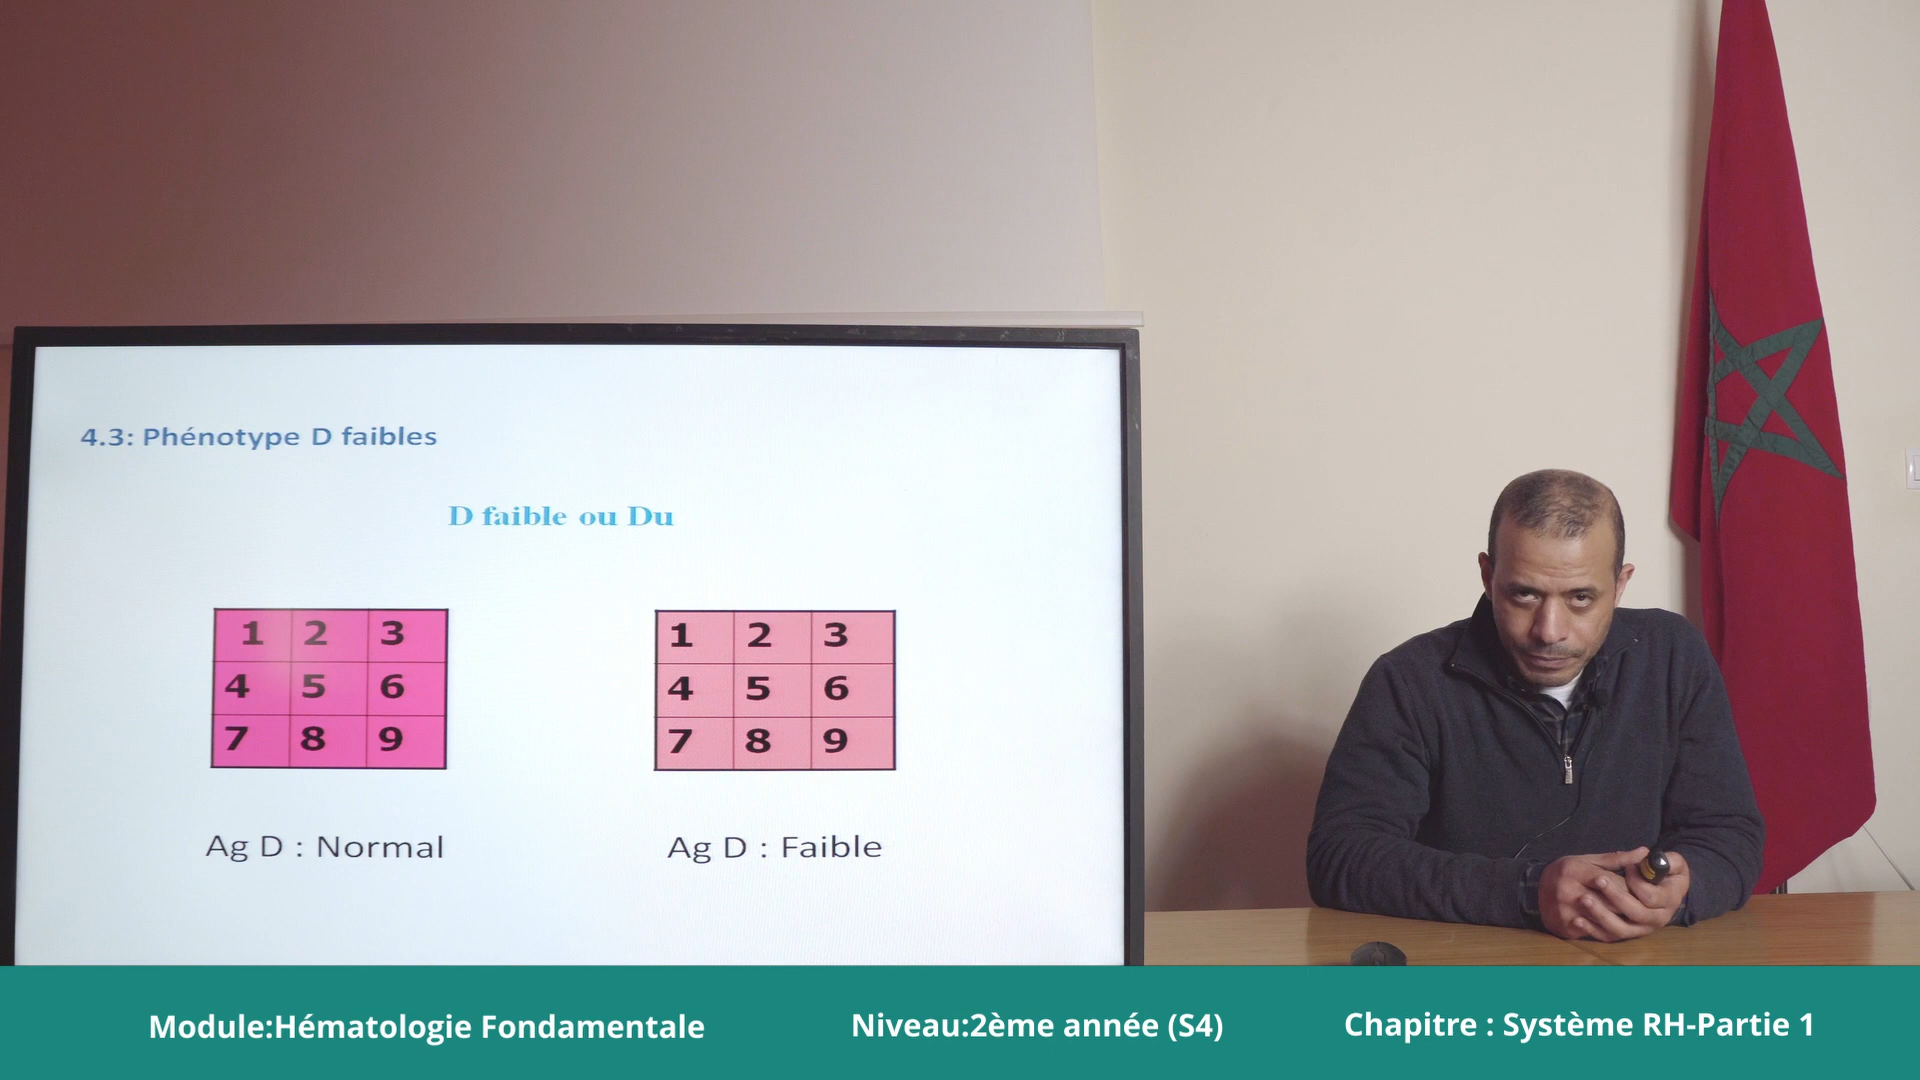 4.3: Phénotype D faibles
D faible ou Du
1 2 3
4 5 6
7 8 9
1 2 3
4 5 6
7 8 9
Ag D : Normal
Ag D : Faible
Module:Hématologie Fondamentale
Niveau:2ème année (S4)
Chapitre : Système RH-Partie 1